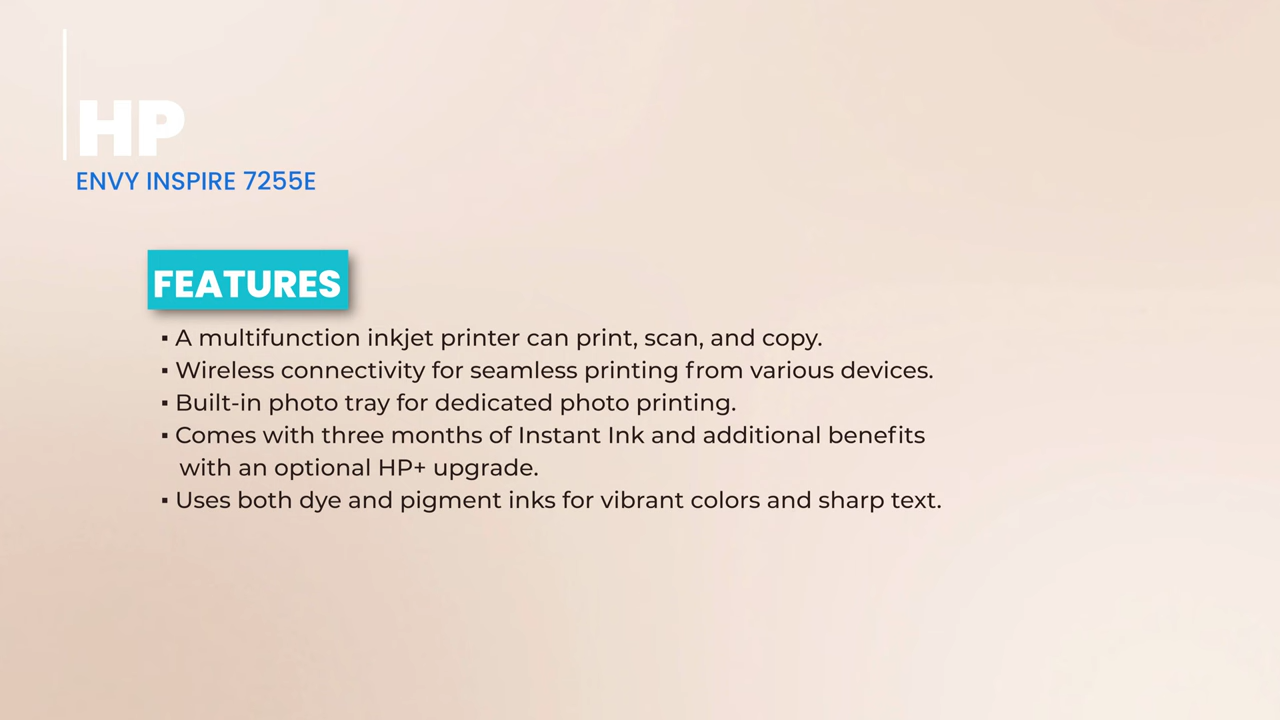 HP
ENVY INSPIRE 7255E
FEATURES
▪ A multifunction inkjet printer can print, scan, and copy.
▪ Wireless connectivity for seamless printing from various devices.
▪ Built-in photo tray for dedicated photo printing.
▪ Comes with three months of Instant Ink and additional benefits
with an optional HP+ upgrade.
▪ Uses both dye and pigment inks for vibrant colors and sharp text.